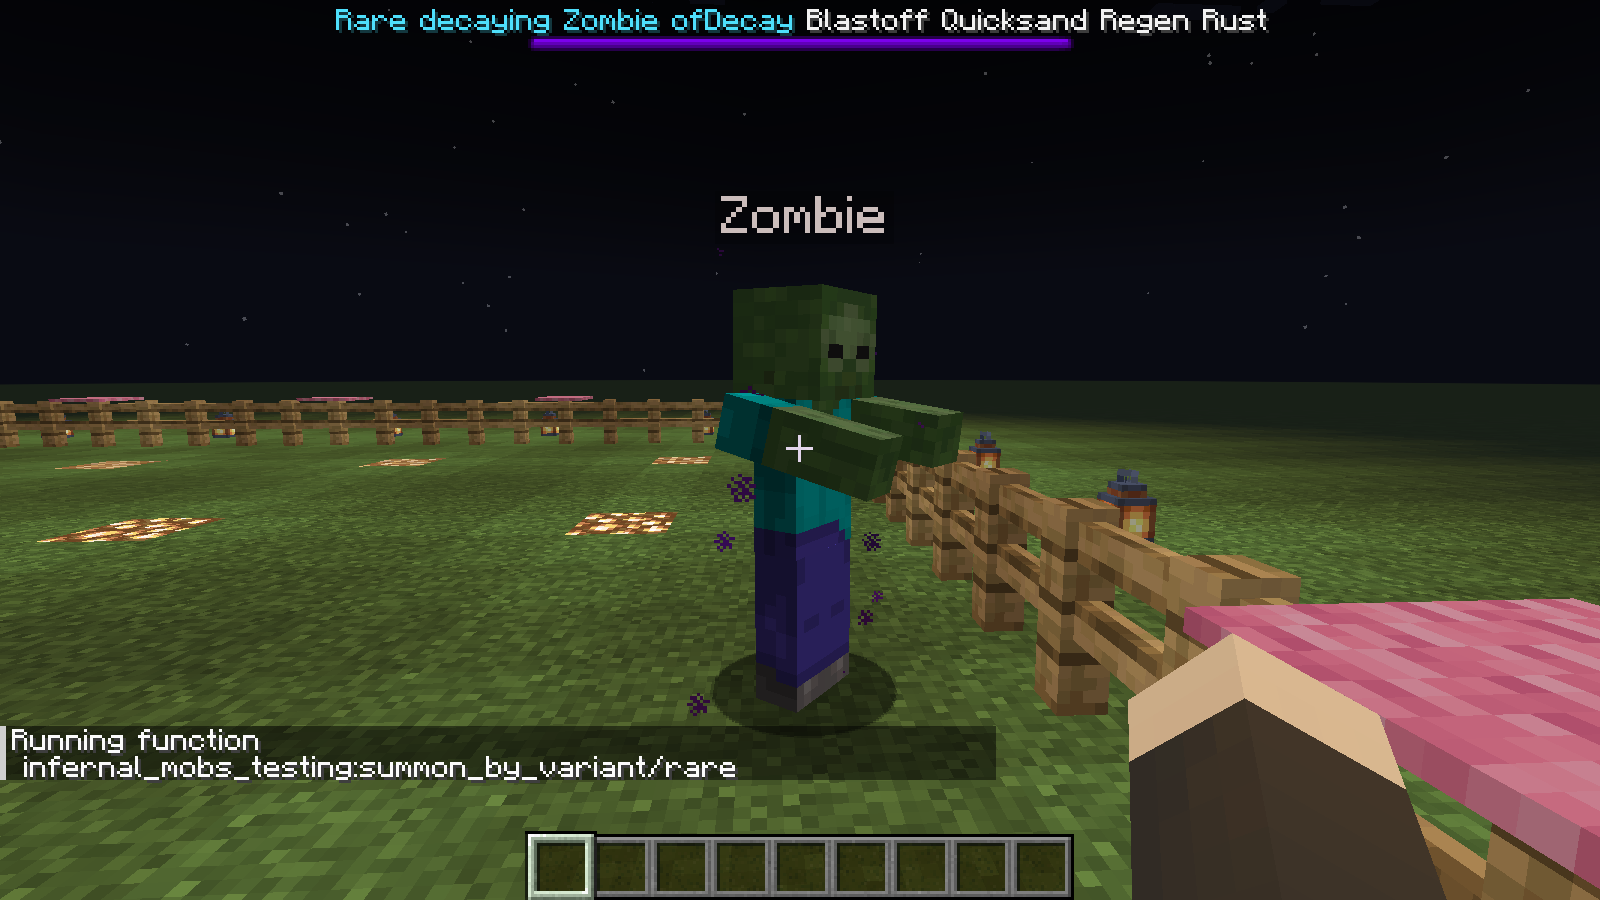 Rare decaying Zombie ofDecay Blastoff Quicksand Regen Rust
Zombie
Running function
infernal_mobs_testing:summon_by_variant/rare